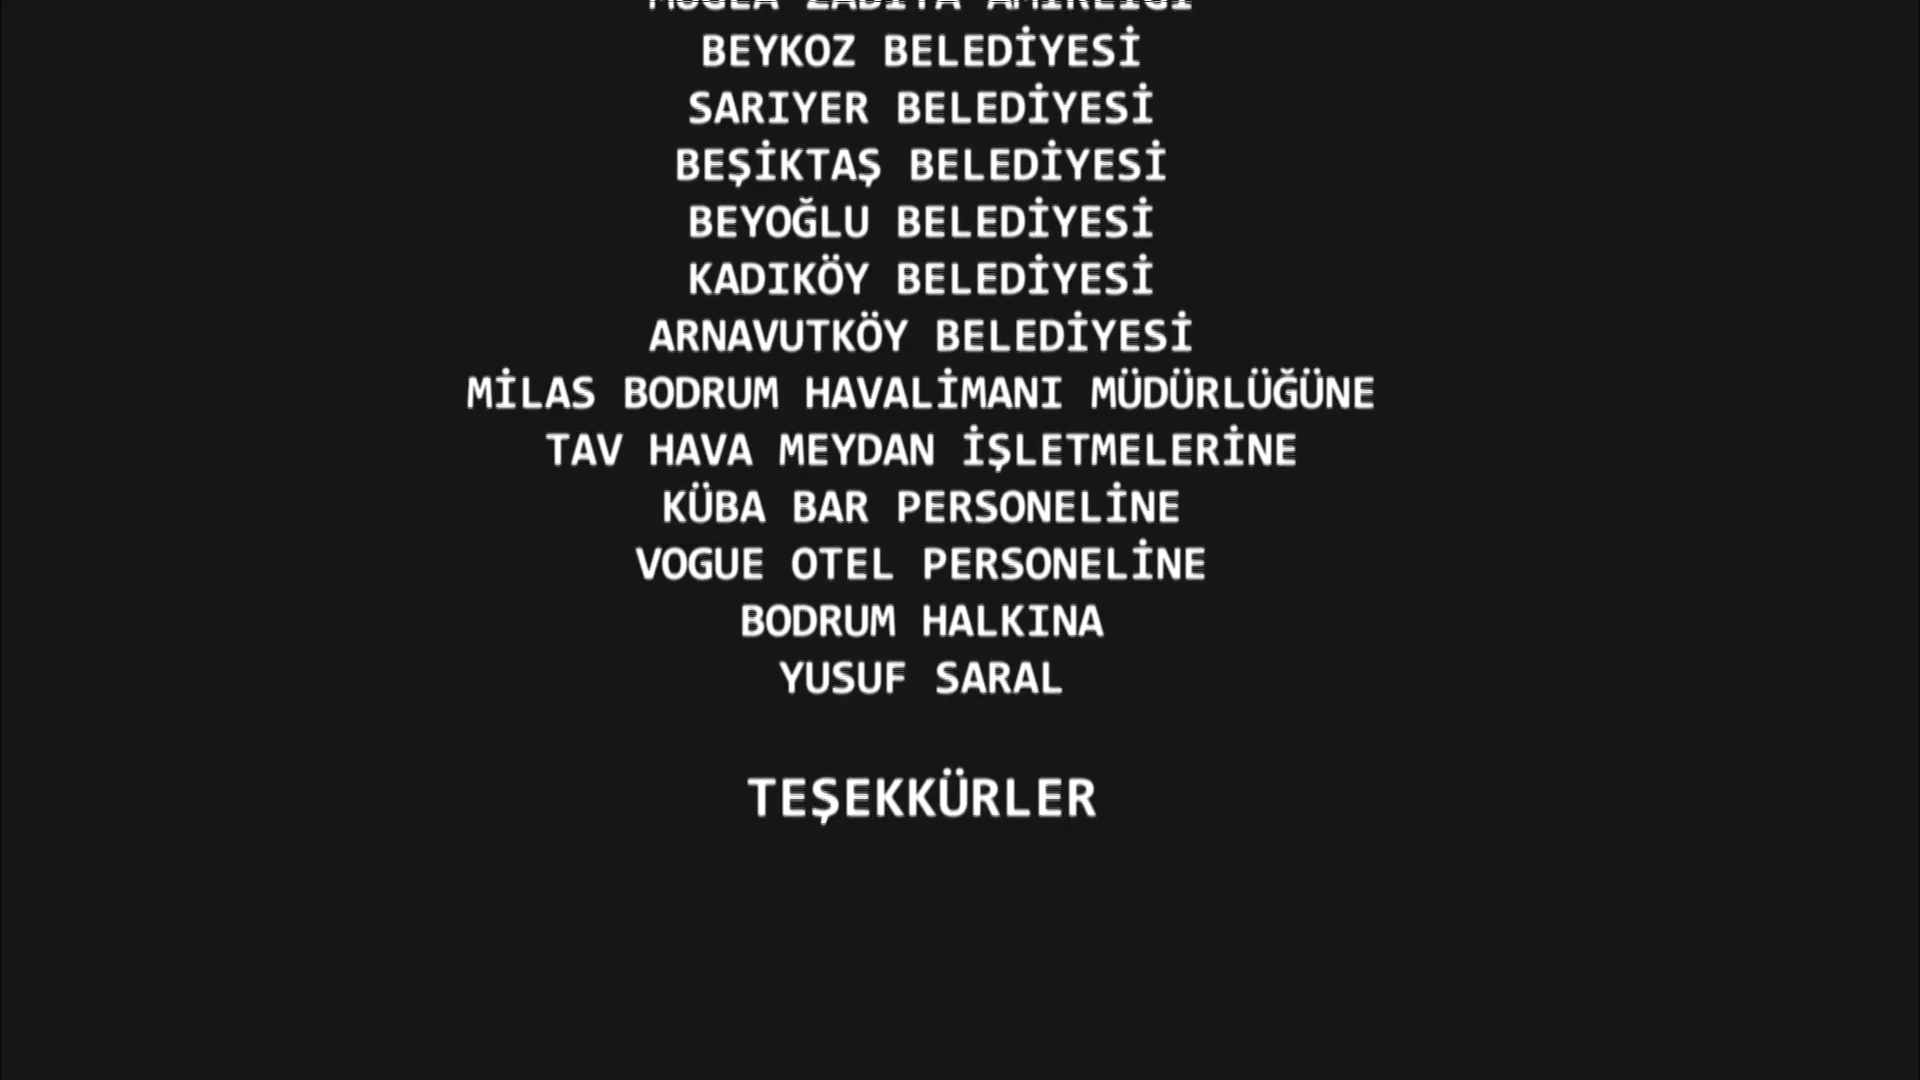 MUĞLA ZABITA AMİRLİĞİ
BEYKOZ BELEDİYESİ
SARIYER BELEDİYESİ
BEŞİKTAŞ BELEDİYESİ
BEYOĞLU BELEDİYESİ
KADIKÖY BELEDİYESİ
ARNAVUTKÖY BELEDİYESİ
MİLAS BODRUM HAVALİMANI MÜDÜRLÜĞÜNE
TAV HAVA MEYDAN İŞLETMELERİNE
KÜBA BAR PERSONELİNE
VOGUE OTEL PERSONELİNE
BODRUM HALKINA
YUSUF SARAL
TEŞEKKÜRLER